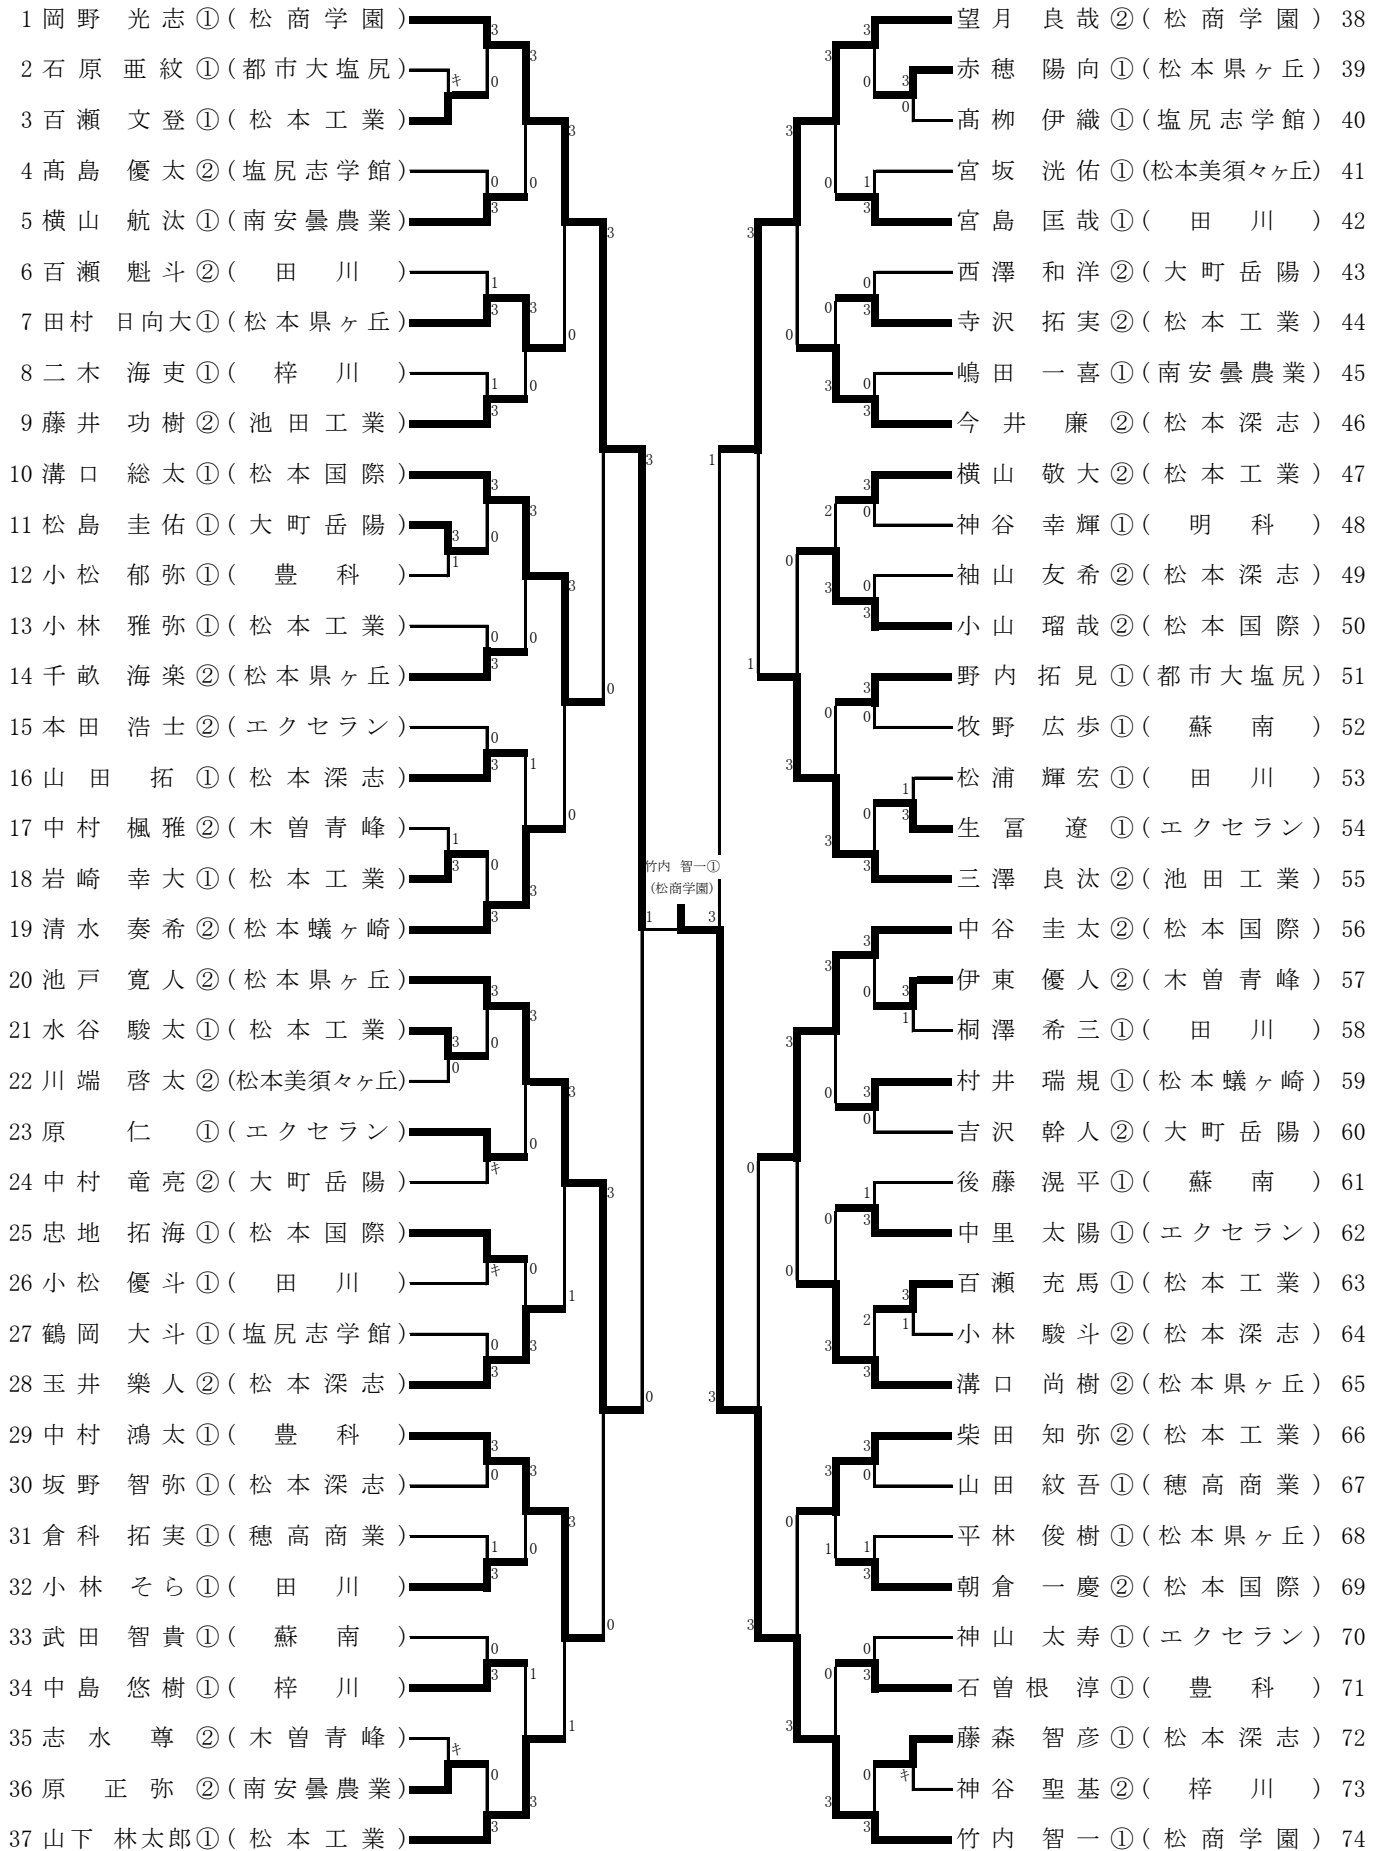 1 岡野 光志①(松商学園)
2 石原 亜紋①(都市大塩尻)
3 百瀬 文登①(松本工業)
4 髙島 優太②(塩尻志学館)
5 横山 航汰①(南安曇農業)
6 百瀬 魁斗②(田川)
7 田村 日向大①(松本県ヶ丘)
8 二木 海吏①(梓川)
9 藤井 功樹②(池田工業)
10 溝口 総太①(松本国際)
11 松島 圭佑①(大町岳陽)
12 小松 郁弥①(豊科)
13 小林 雅弥①(松本工業)
14 千畝 海楽②(松本県ヶ丘)
15 本田 浩士②(エクセラン)
16 山田 拓①(松本深志)
17 中村 楓雅②(木曽青峰)
18 岩崎 幸大①(松本工業)
19 清水 奏希②(松本蟻ヶ崎)
20 池戸 寛人②(松本県ヶ丘)
21 水谷 駿太①(松本工業)
22 川端 啓太②(松本美須々ヶ丘)
23 原 仁①(エクセラン)
24 中村 竜亮②(大町岳陽)
25 忠地 拓海①(松本国際)
26 小松 優斗①(田川)
27 鶴岡 大斗①(塩尻志学館)
28 玉井 樂人②(松本深志)
29 中村 鴻太①(豊科)
30 坂野 智弥①(松本深志)
31 倉科 拓実①(穂高商業)
32 小林 そら①(田川)
33 武田 智貴①(蘇南)
34 中島 悠樹①(梓川)
35 志水 尊②(木曽青峰)
36 原 正弥②(南安曇農業)
37 山下 林太郎①(松本工業)
竹内 智一①
(松商学園)
1 3
望月 良哉②(松商学園) 38
赤穂 陽向①(松本県ヶ丘) 39
髙栁 伊織①(塩尻志学館) 40
宮坂 洸佑①(松本美須々ヶ丘) 41
宮島 匡哉①(田川) 42
西澤 和洋②(大町岳陽) 43
寺沢 拓実②(松本工業) 44
嶋田 一喜①(南安曇農業) 45
今井 廉②(松本深志) 46
横山 敬大②(松本工業) 47
神谷 幸輝①(明科) 48
袖山 友希②(松本深志) 49
小山 瑠哉②(松本国際) 50
野内 拓見①(都市大塩尻) 51
牧野 広歩①(蘇南) 52
松浦 輝宏①(田川) 53
生冨 遼①(エクセラン) 54
三澤 良汰②(池田工業) 55
中谷 圭太②(松本国際) 56
伊東 優人②(木曽青峰) 57
桐澤 希三①(田川) 58
村井 瑞規①(松本蟻ヶ崎) 59
吉沢 幹人②(大町岳陽) 60
後藤 滉平①(蘇南) 61
中里 太陽①(エクセラン) 62
百瀬 充馬①(松本工業) 63
小林 駿斗②(松本深志) 64
溝口 尚樹②(松本県ヶ丘) 65
柴田 知弥②(松本工業) 66
山田 紋吾①(穂高商業) 67
平林 俊樹①(松本県ヶ丘) 68
朝倉 一慶②(松本国際) 69
神山 太寿①(エクセラン) 70
石曽根 淳①(豊科) 71
藤森 智彦①(松本深志) 72
神谷 聖基②(梓川) 73
竹内 智一①(松商学園) 74